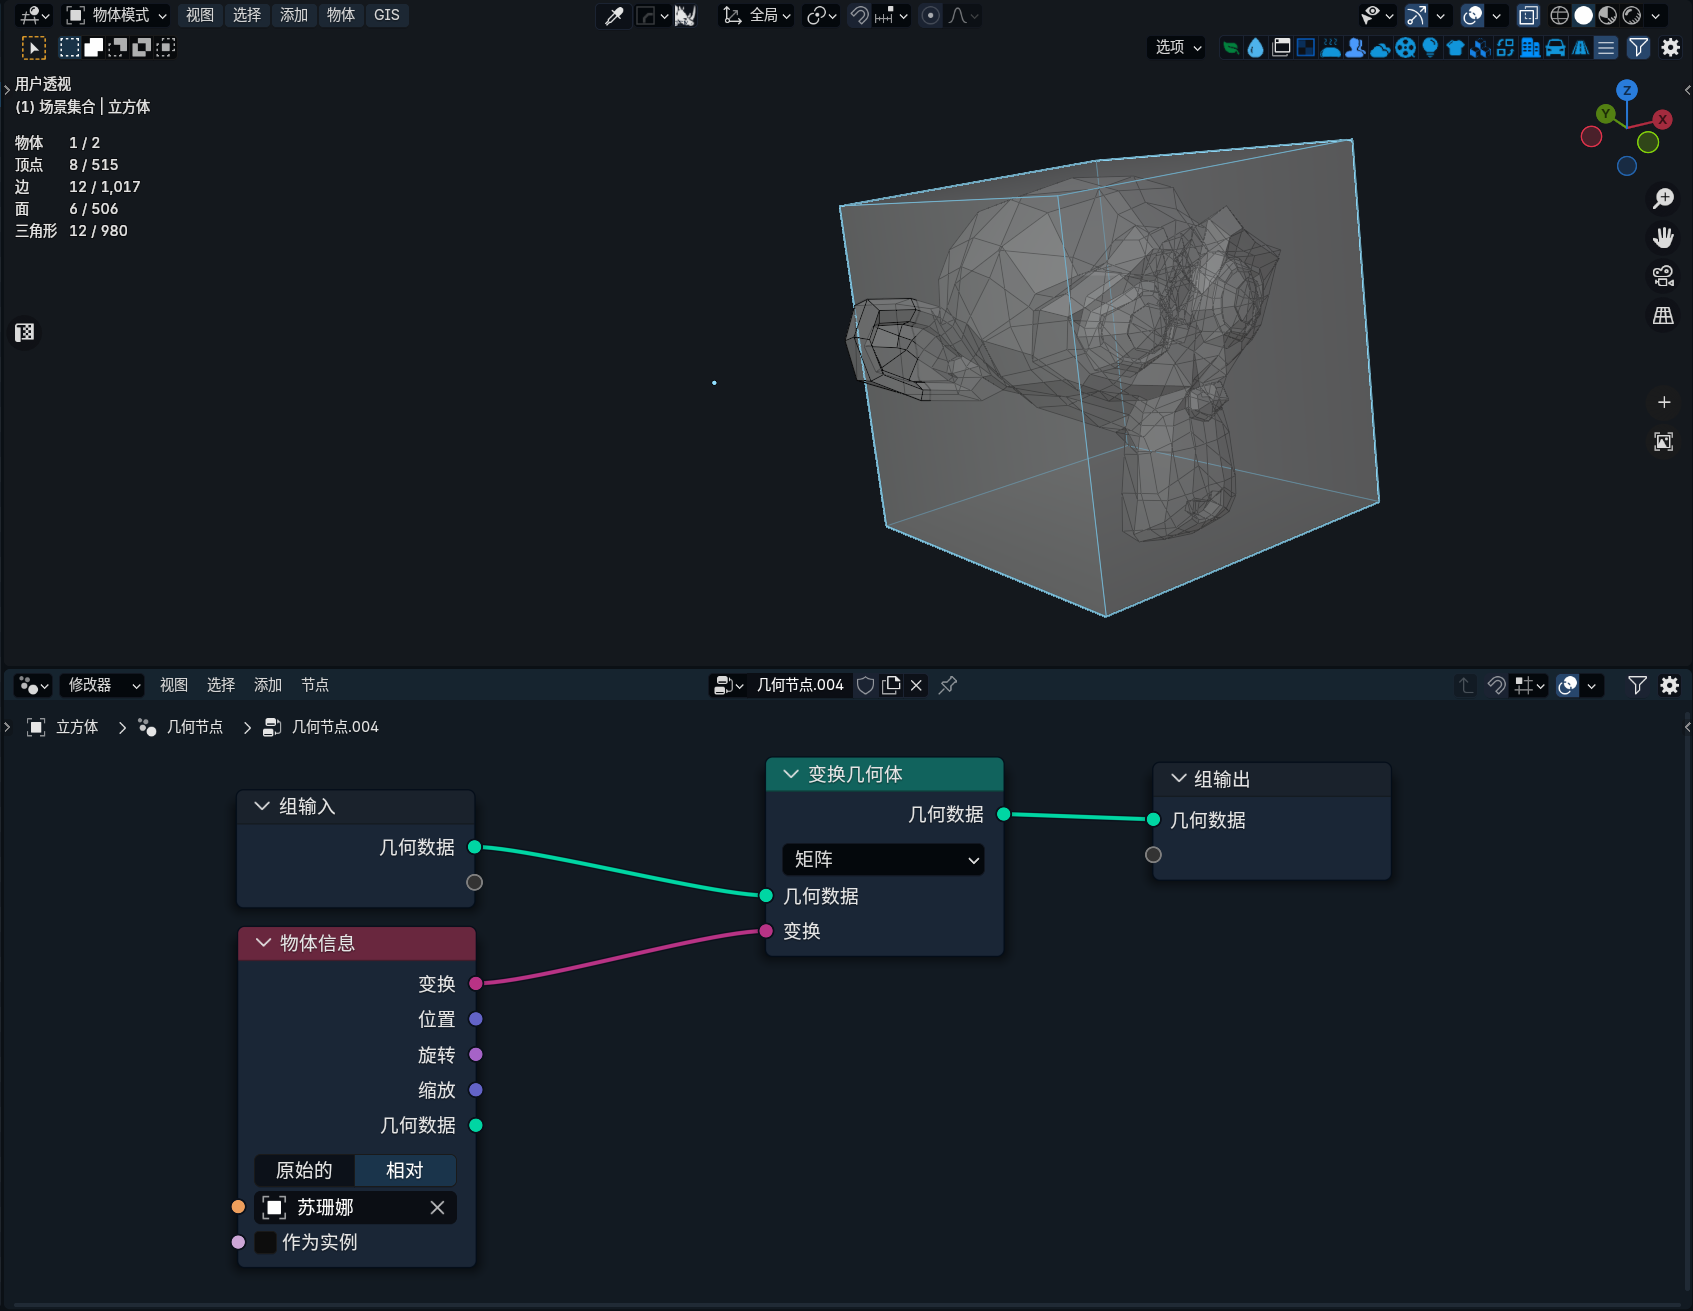 物体模式 视图 选择 添加 物体 GIS 全局
选项
用户透视
(1) 场景集合 | 立方体
物体 1 / 2
顶点 8 / 515
边 12 / 1,017
面 6 / 506
三角形 12 / 980
Z
Y
X
修改器 视图 选择 添加 节点 几何节点.004
立方体 几何节点 几何节点.004
组输入
几何数据
物体信息
变换
位置
旋转
缩放
几何数据
原始的 相对
苏珊娜
作为实例
变换几何体
几何数据
矩阵
几何数据
变换
组输出
几何数据